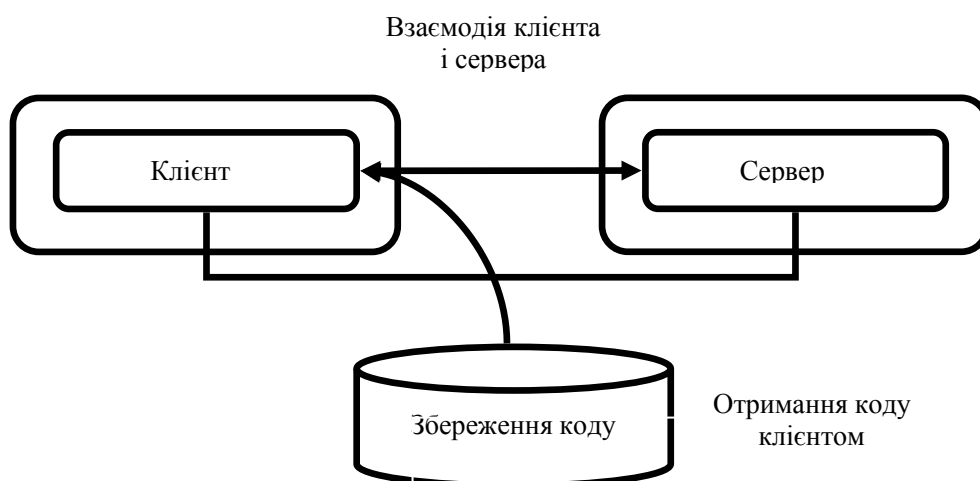 Взаємодія клієнта
і сервера
Клієнт
Сервер
Збереження коду
Отримання коду
клієнтом